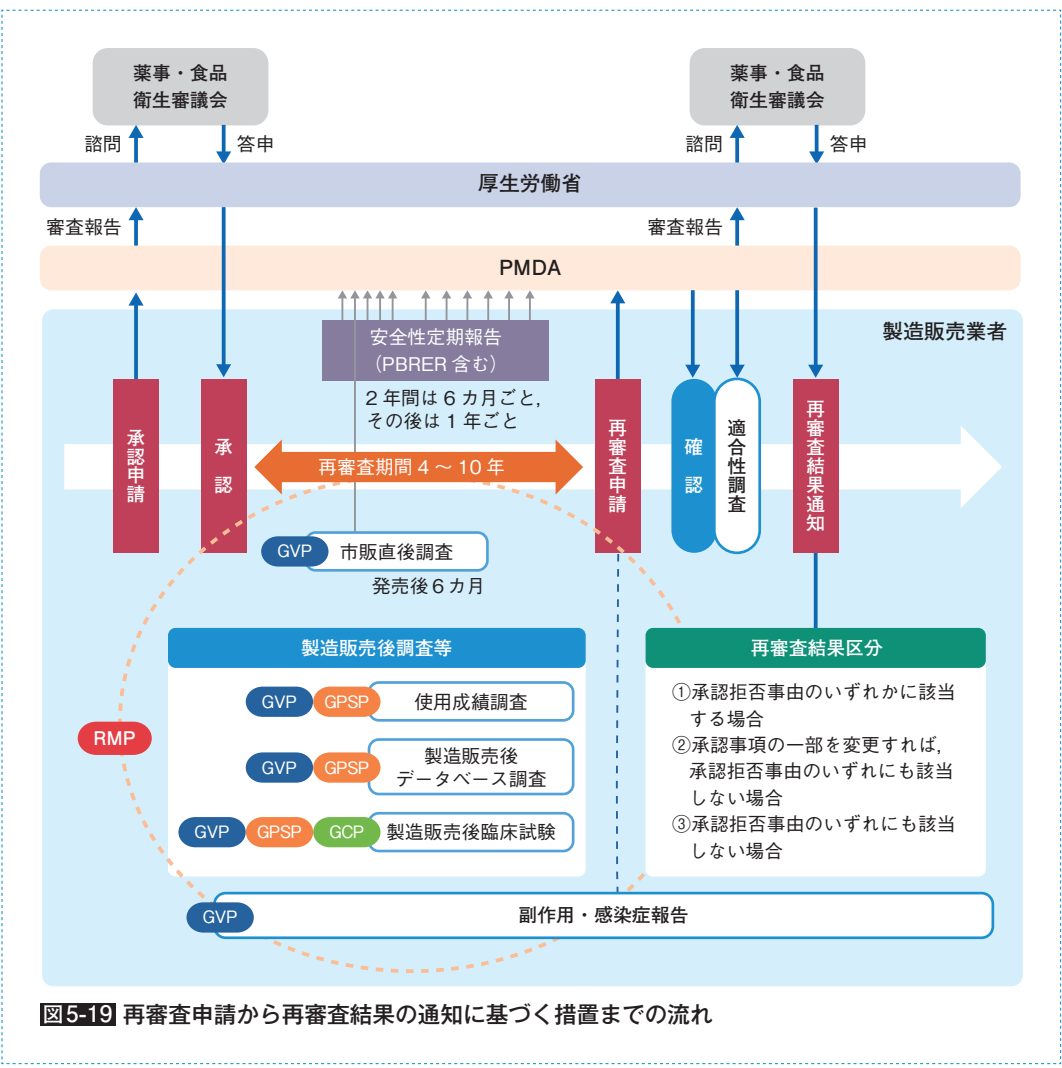 薬事・食品
衛生審議会
薬事・食品
衛生審議会
諮問
答申
諮問
答申
厚生労働省
審査報告
審査報告
PMDA
製造販売業者
安全性定期報告
（PBRER 含む）
2 年間は 6 カ月ごと，
その後は 1 年ごと
承認申請
承認
再審査期間 4 ～ 10 年
再審査申請
確認
適合性調査
再審査結果通知
GVP
市販直後調査
発売後 6 カ月
製造販売後調査等
GVP
GPSP
使用成績調査
GVP
GPSP
製造販売後
データベース調査
GVP
GPSP
GCP
製造販売後臨床試験
RMP
再審査結果区分
①承認拒否事由のいずれかに該当
する場合
②承認事項の一部を変更すれば，
承認拒否事由のいずれにも該当
しない場合
③承認拒否事由のいずれにも該当
しない場合
GVP
副作用・感染症報告
図5-19 再審査申請から再審査結果の通知に基づく措置までの流れ